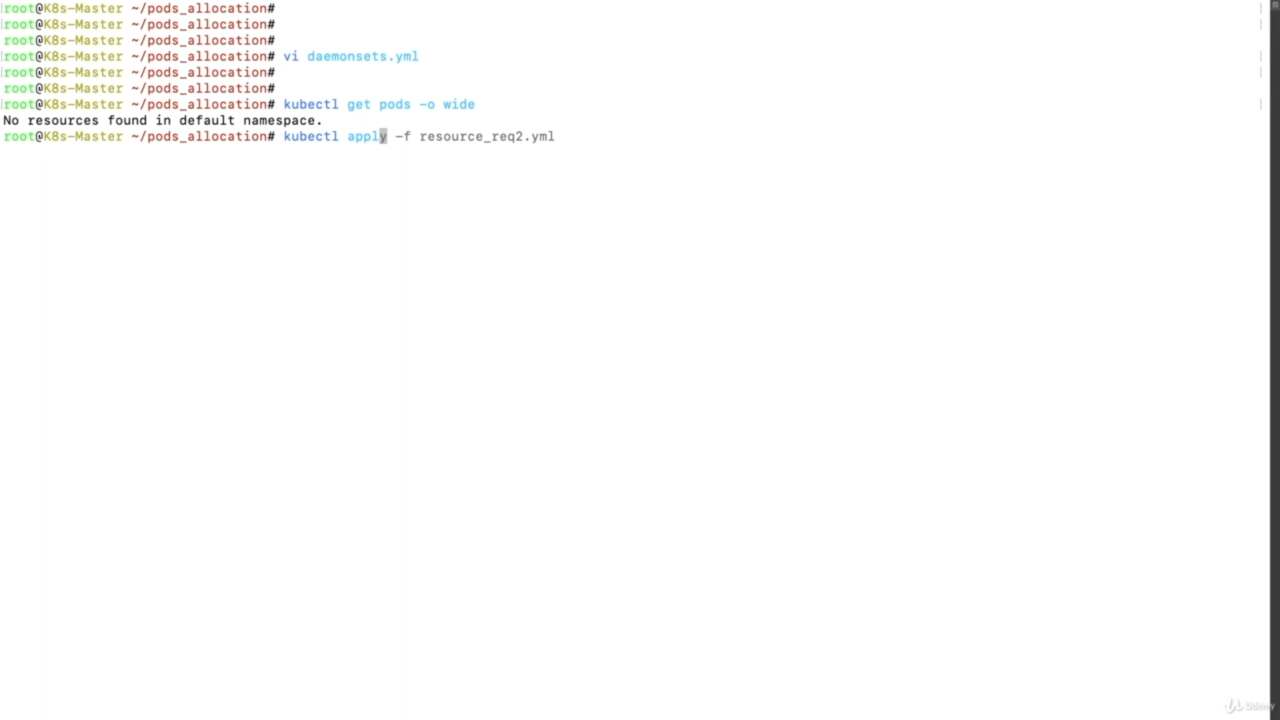 root@K8s-Master ~/pods_allocation#
root@K8s-Master ~/pods_allocation#
root@K8s-Master ~/pods_allocation#
root@K8s-Master ~/pods_allocation# vi daemonsets.yml
root@K8s-Master ~/pods_allocation#
root@K8s-Master ~/pods_allocation#
root@K8s-Master ~/pods_allocation# kubectl get pods -o wide
No resources found in default namespace.
root@K8s-Master ~/pods_allocation# kubectl apply -f resource_req2.yml
Udemy